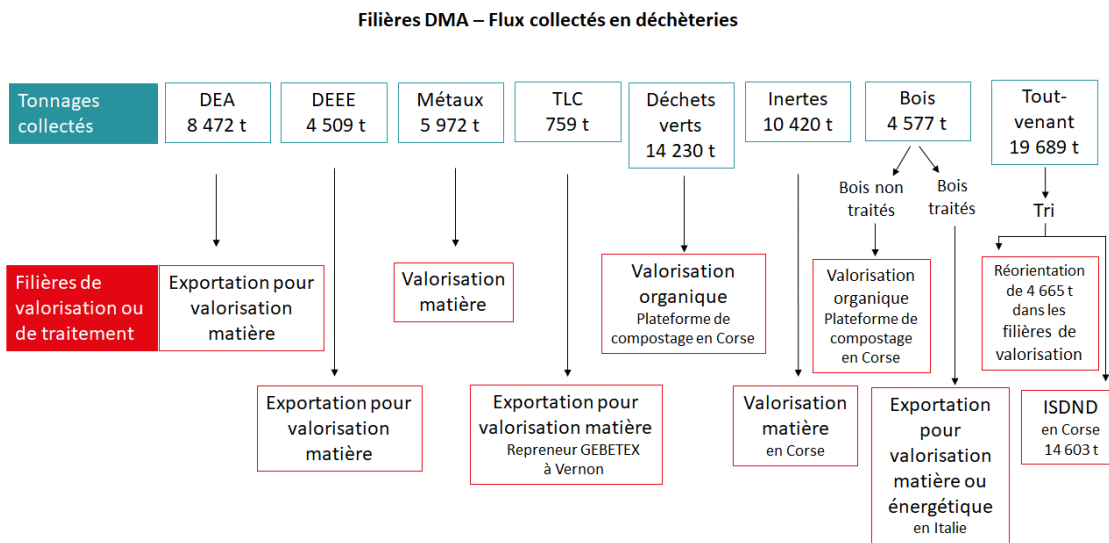 Filières DMA – Flux collectés en déchèteries
Tonnages
collectés
DEA
8 472 t
DEEE
4 509 t
Métaux
5 972 t
TLC
759 t
Déchets
verts
14 230 t
Inertes
10 420 t
Bois
4 577 t
Tout-
venant
19 689 t
Bois non
traités
Bois
traités
Tri
Filières de
valorisation ou
de traitement
Exportation pour
valorisation
matière
Valorisation
matière
Valorisation
organique
Plateforme de
compostage en Corse
Valorisation
organique
Plateforme de
compostage
en Corse
Réorientation
de 4 665 t
dans les
filières de
valorisation
Exportation pour
valorisation
matière
Exportation pour
valorisation matière
Repreneur GEBETEX
à Vernon
Valorisation
matière
en Corse
Exportation
pour
valorisation
matière ou
énergétique
en Italie
ISDND
en Corse
14 603 t